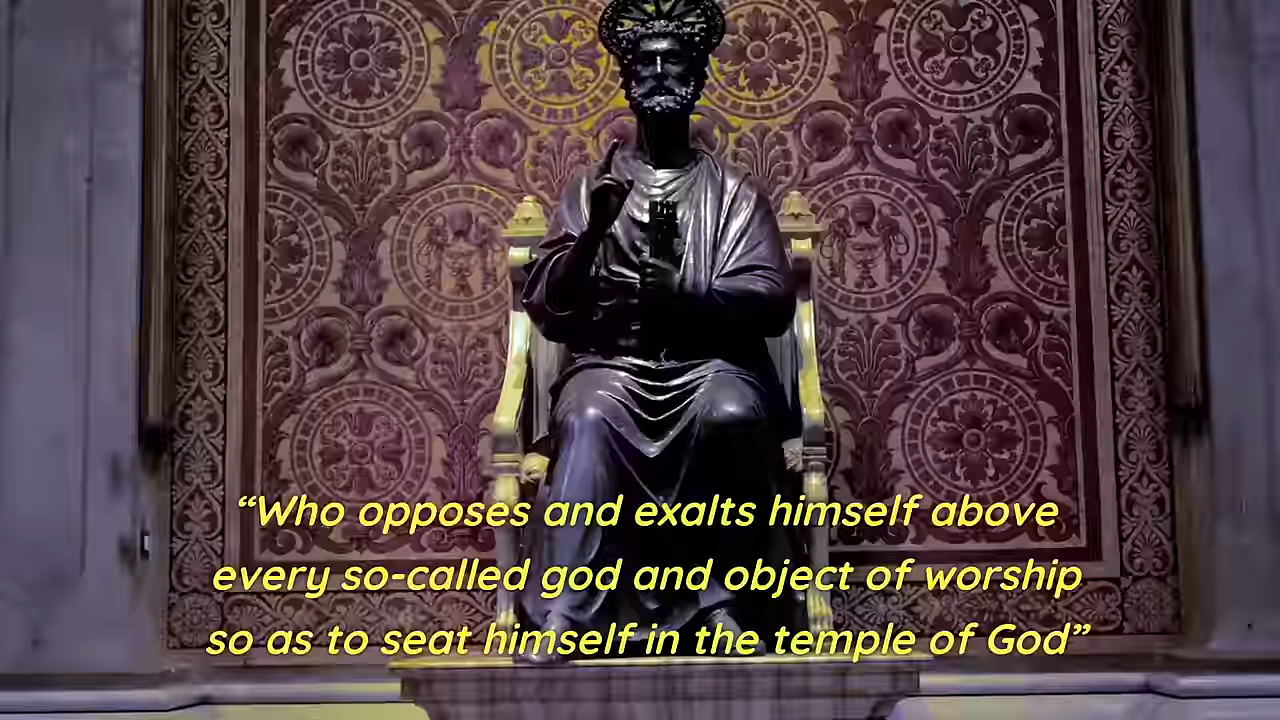 “Who opposes and exalts himself above
every so-called god and object of worship
so as to seat himself in the temple of God”